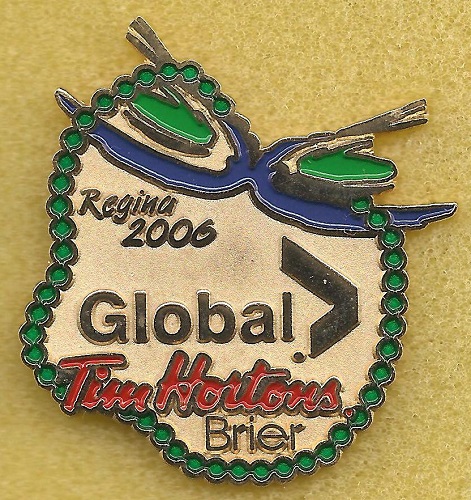 Regina
2006
Global
Tim Hortons
Brier